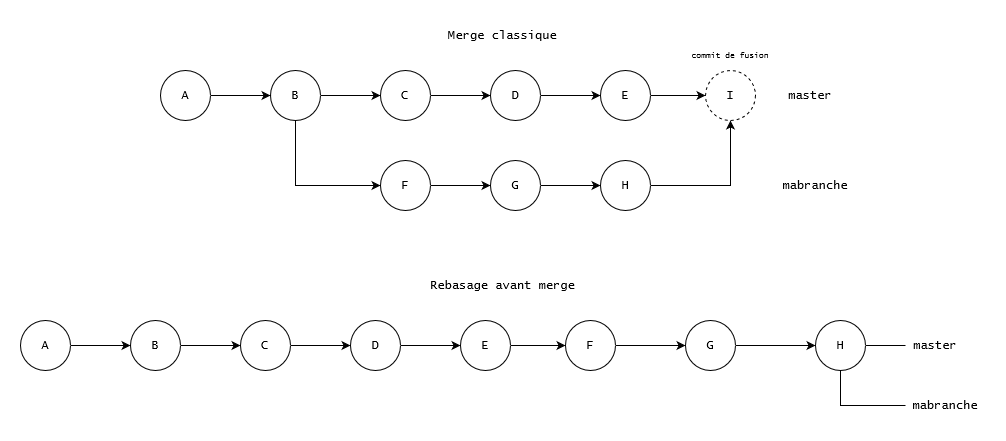 Merge classique
commit de fusion
A B C D E I master
F G H mabranche
Rebasage avant merge
A B C D E F G H master
mabranche